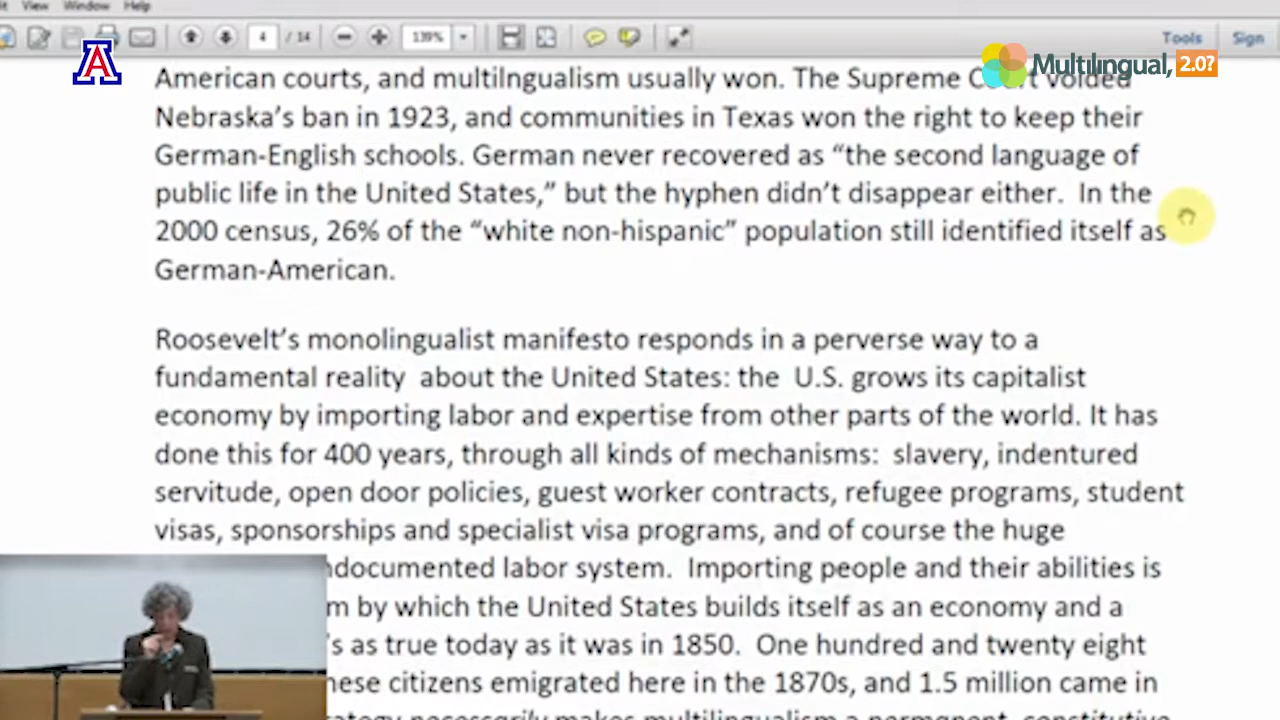 View Window Help
4 / 14 139% Tools Sign
A
Multilingual, 2.0?
American courts, and multilngualism usually won. The Supreme Court voided
Nebraska's ban in 1923, and communities in Texas won the right to keep their
German-English schools. German never recovered as “the second language of
public life in the United States,” but the hyphen didn't disappear either. In the
2000 census, 26% of the “white non-hispanic” population still identified itself as
German-American.
Roosevelt's monolingualist manifesto responds in a perverse way to a
fundamental reality about the United States: the U.S. grows its capitalist
economy by importing labor and expertise from other parts of the world. It has
done this for 400 years, through all kinds of mechanisms: slavery, indentured
servitude, open door policies, guest worker contracts, refugee programs, student
visas, sponsorships and specialist visa programs, and of course the huge
ndocumented labor system. Importing people and their abilities is
m by which the United States builds itself as an economy and a
's as true today as it was in 1850. One hundred and twenty eight
nese citizens emigrated here in the 1870s, and 1.5 million came in
necessarily makes multilingualism a permanent, constitutive